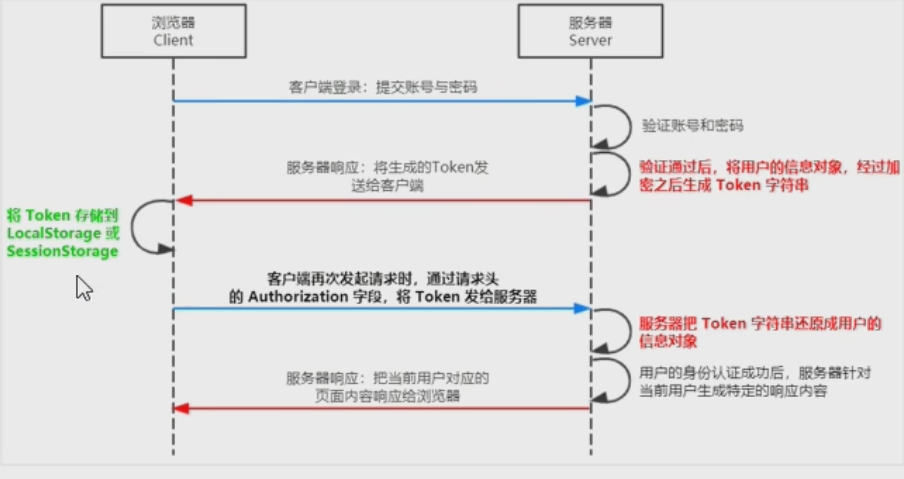 浏览器
Client
服务器
Server
客户端登录：提交账号与密码
验证账号和密码
服务器响应：将生成的Token发
送给客户端
验证通过后，将用户的信息对象，经过加
密之后生成 Token 字符串
将 Token 存储到
LocalStorage 或
SessionStorage
客户端再次发起请求时，通过请求头
的 Authorization 字段，将 Token 发给服务器
服务器把 Token 字符串还原成用户的
信息对象
服务器响应：把当前用户对应的
页面内容响应给浏览器
用户的身份认证成功后，服务器针对
当前用户生成特定的响应内容